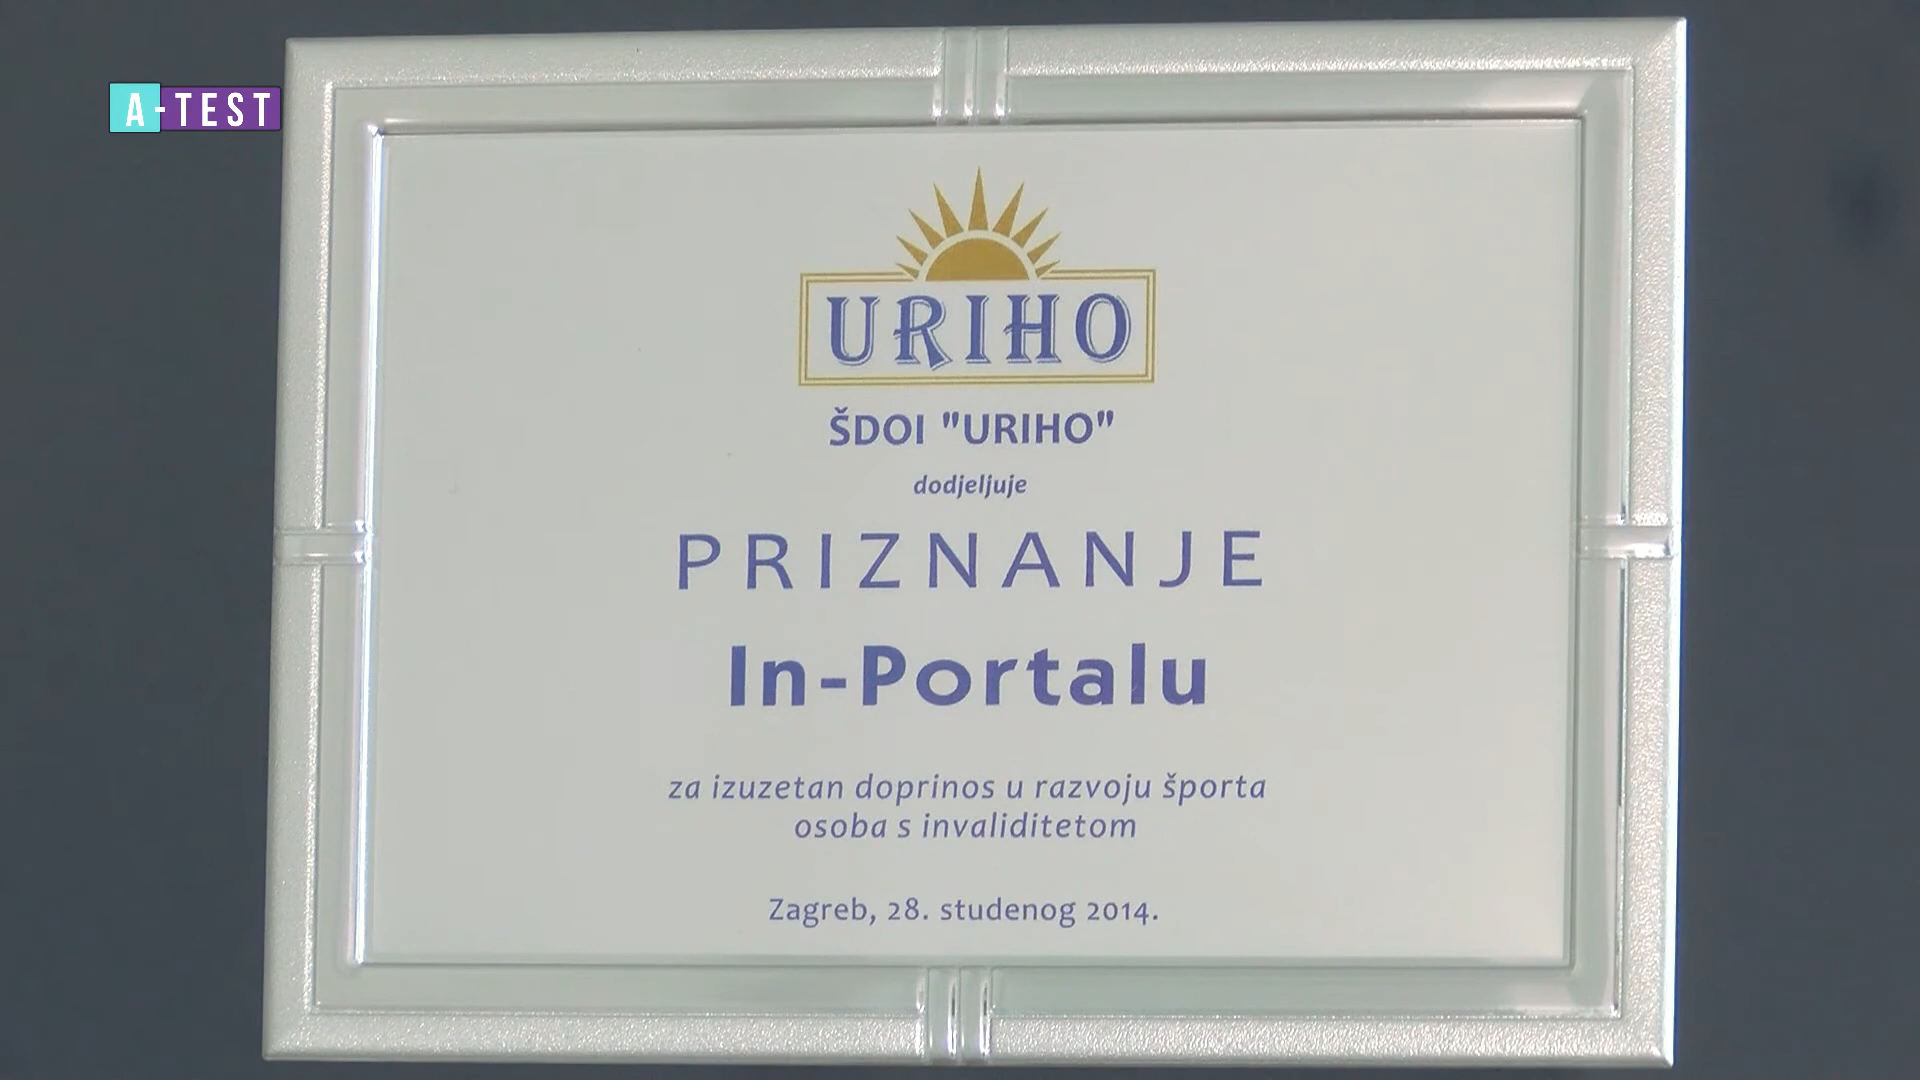 A-TEST
URIHO
ŠDOI "URIHO"
dodjeljuje
PRIZNANJE
In-Portalu
za izuzetan doprinos u razvoju športa
osoba s invaliditetom
Zagreb, 28. studenog 2014.